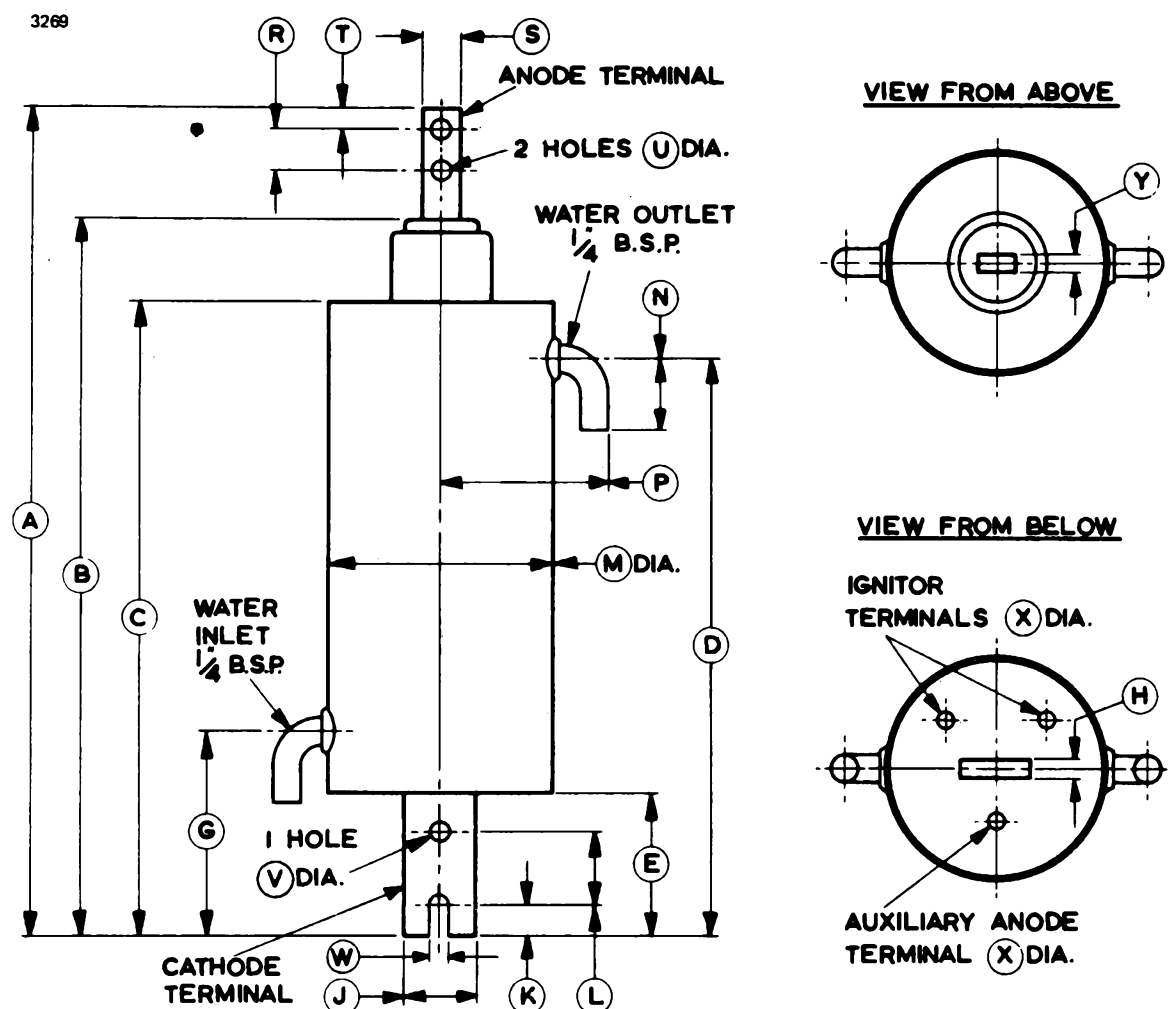 3269
R
T
S
ANODE TERMINAL
2 HOLES U DIA.
WATER OUTLET
1/4" B.S.P.
N
A
B
C
P
M DIA.
D
WATER
INLET
1/4" B.S.P.
G
E
1 HOLE
V DIA.
W
CATHODE
TERMINAL
J
K
L
VIEW FROM ABOVE
Y
VIEW FROM BELOW
IGNITOR
TERMINALS X DIA.
H
AUXILIARY ANODE
TERMINAL X DIA.